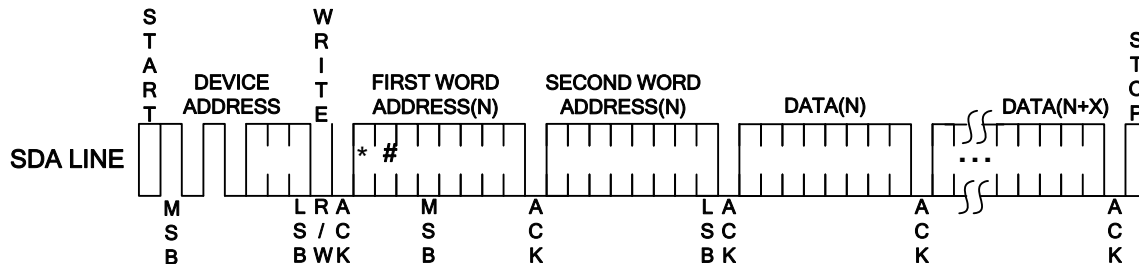 START
WRITE
STOP
DEVICE
ADDRESS
FIRST WORD
ADDRESS(N)
SECOND WORD
ADDRESS(N)
DATA(N)
DATA(N+X)
SDA LINE
* #
...
MSB
LSB
R/W
ACK
MSB
ACK
LSB
ACK
ACK
ACK